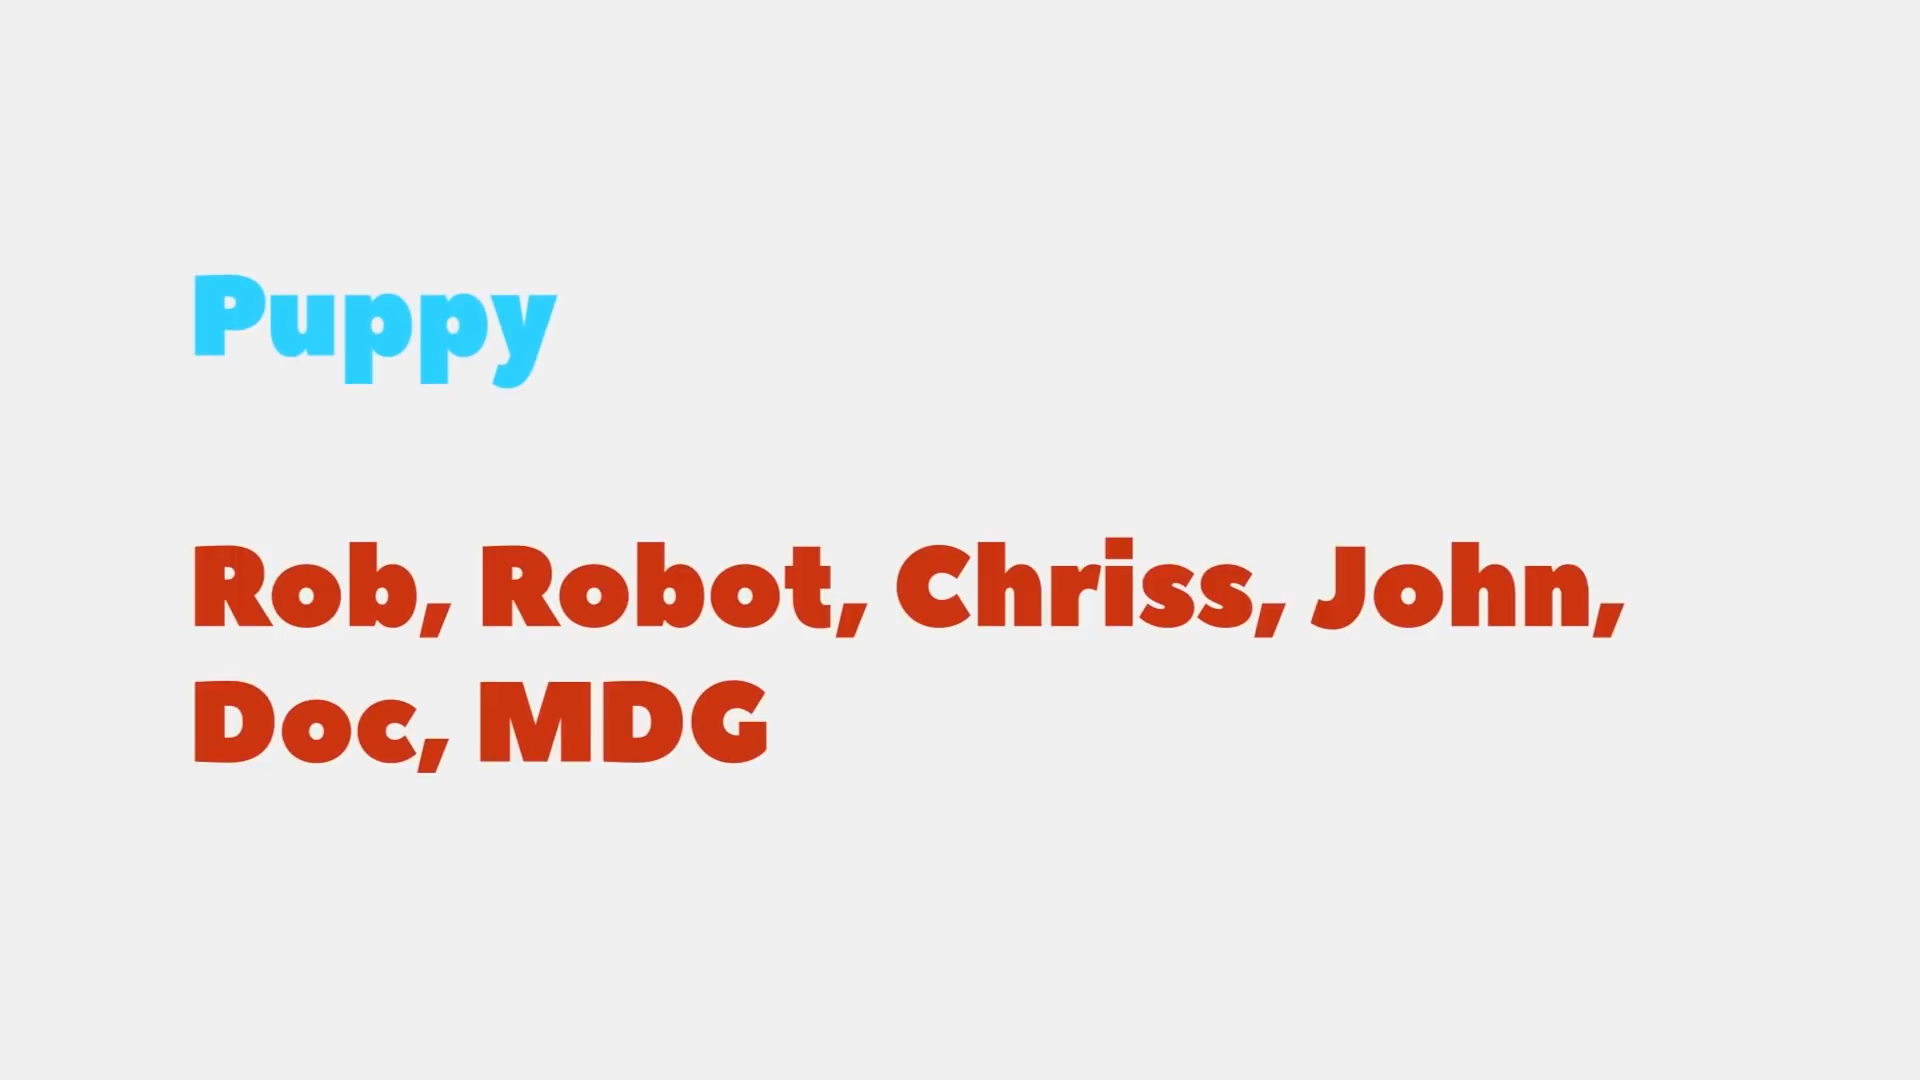 Puppy
Rob, Robot, Chriss, John,
Doc, MDG